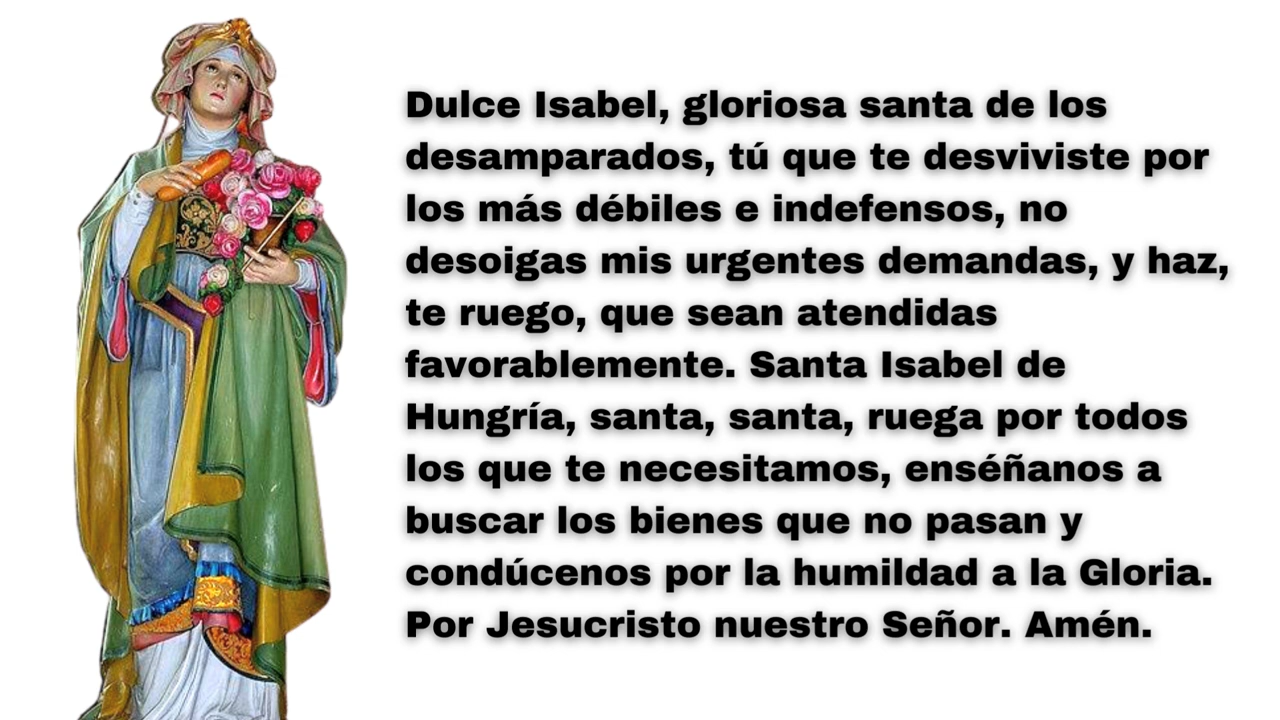 Dulce Isabel, gloriosa santa de los
desamparados, tú que te desviviste por
los más débiles e indefensos, no
desoigas mis urgentes demandas, y haz,
te ruego, que sean atendidas
favorablemente. Santa Isabel de
Hungría, santa, santa, ruega por todos
los que te necesitamos, enséñanos a
buscar los bienes que no pasan y
condúcenos por la humildad a la Gloria.
Por Jesucristo nuestro Señor. Amén.